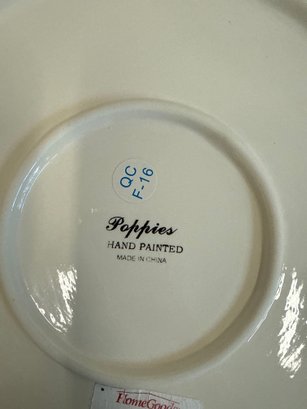 QC
F-16
Poppies
HAND PAINTED
MADE IN CHINA
HomeGoods